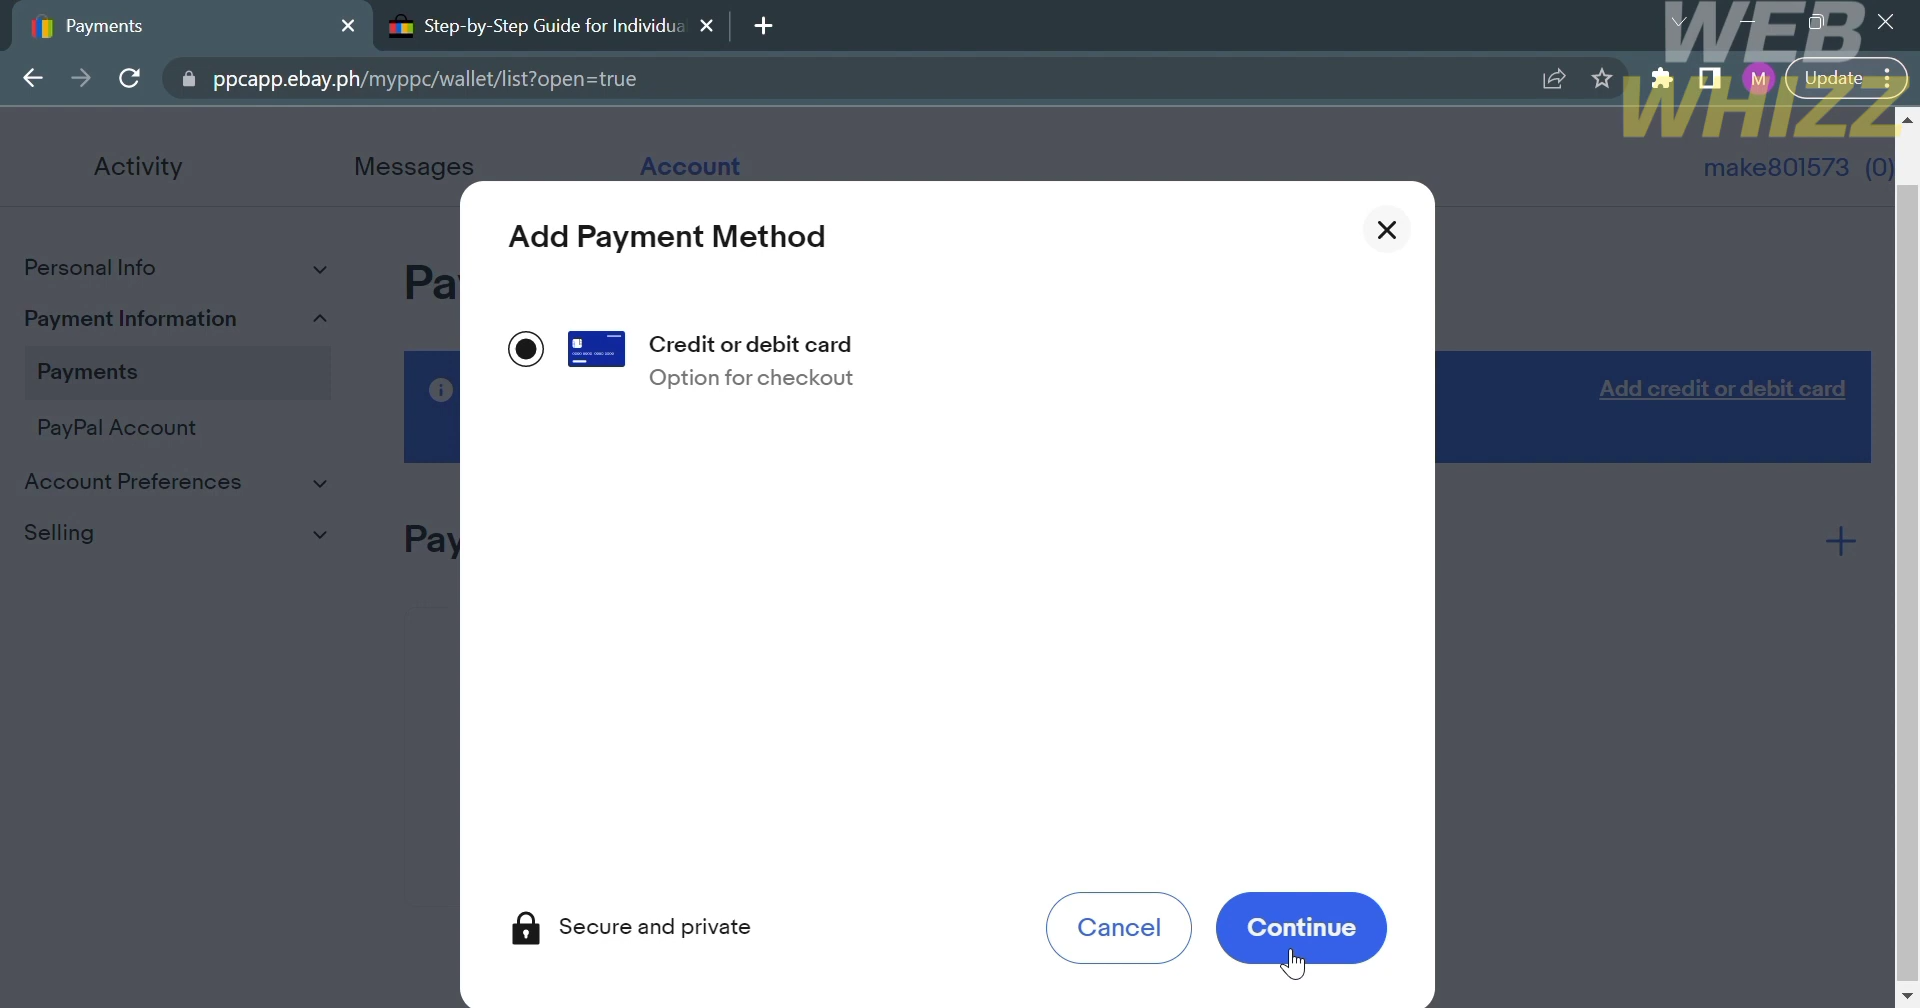 Payments
Step-by-Step Guide for Individua
WEB
WHIZZ
ppcapp.ebay.ph/myppc/wallet/list?open=true
M
Update
Activity
Messages
Account
make801573 (0)
Add Payment Method
Personal Info
Payment Information
Payments
PayPal Account
Account Preferences
Selling
Pa
Credit or debit card
Option for checkout
Add credit or debit card
Pay
Secure and private
Cancel
Continue